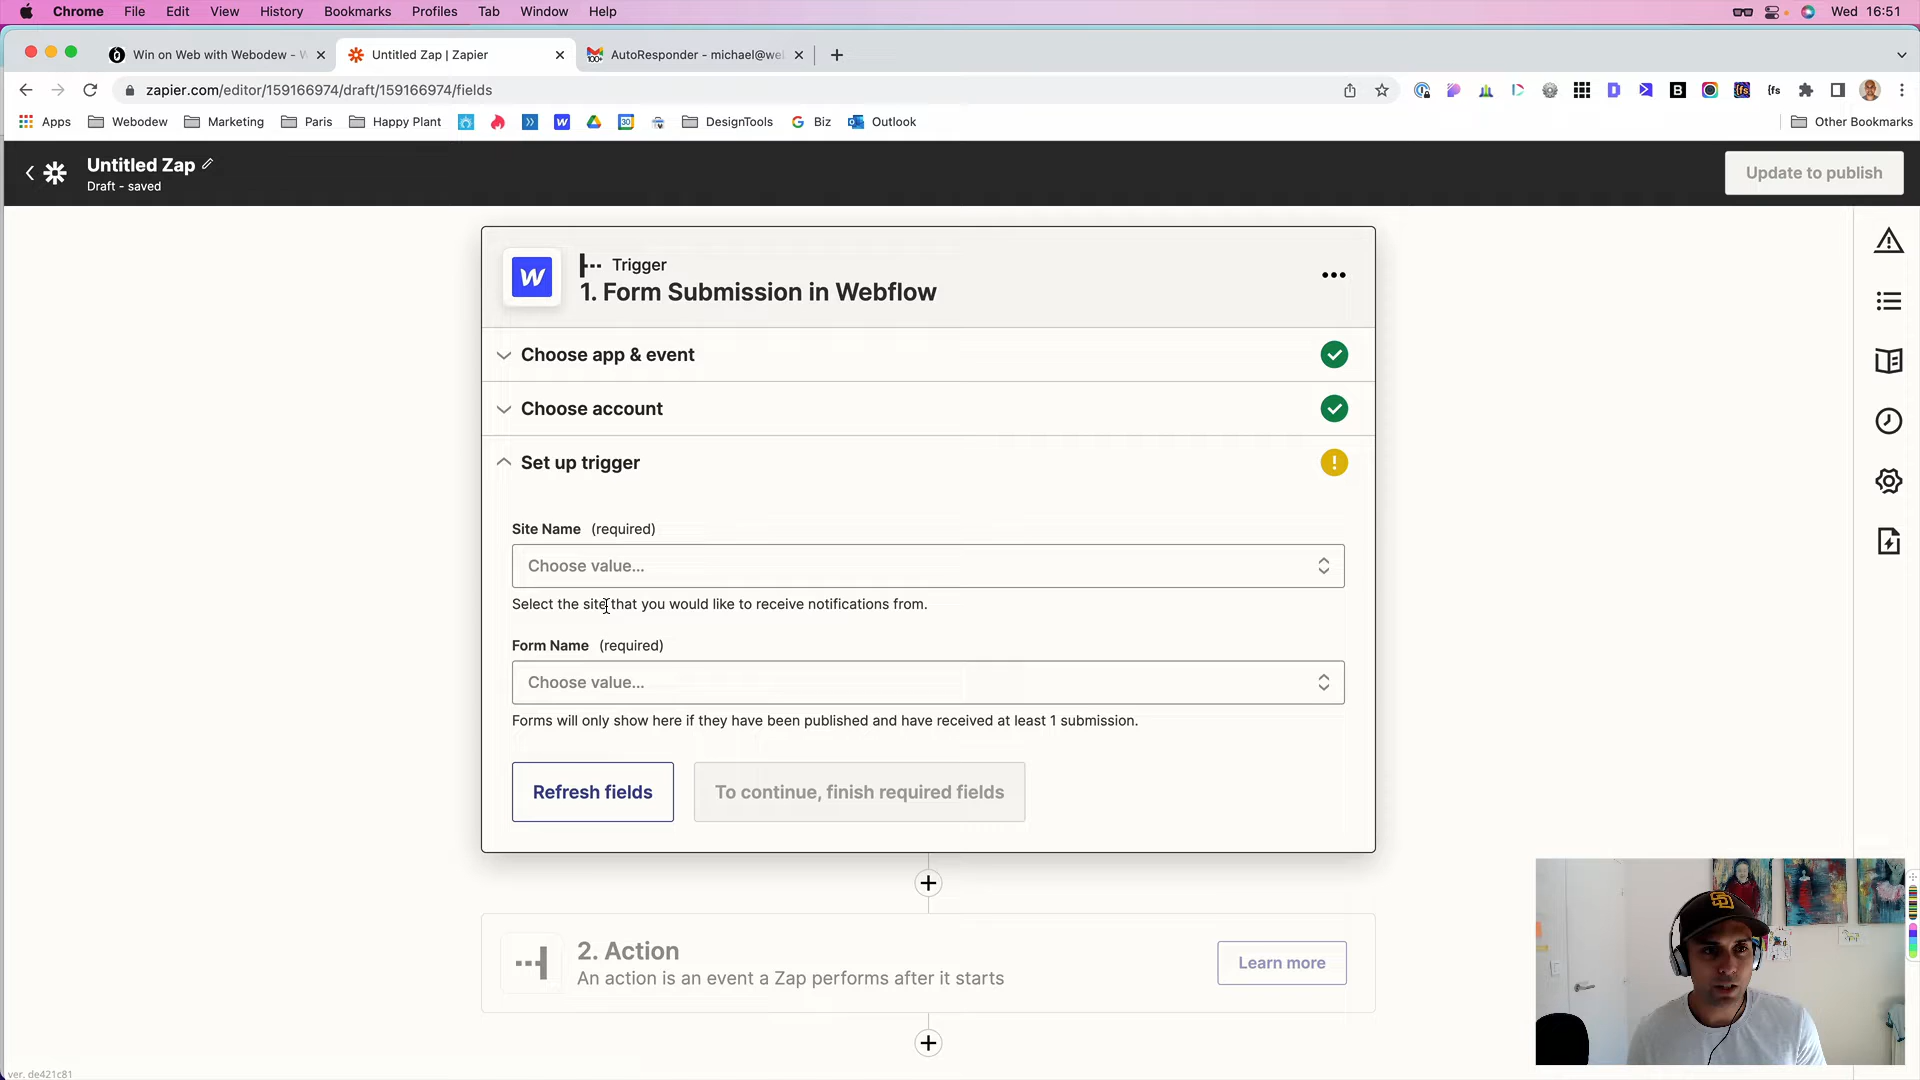 Chrome File Edit View History Bookmarks Profiles Tab Window Help Wed 16:51
Win on Web with Webodew - W Untitled Zap | Zapier 100+ AutoResponder - michael@we
zapier.com/editor/159166974/draft/159166974/fields
Apps Webodew Marketing Paris Happy Plant DesignTools Biz Outlook Other Bookmarks
Untitled Zap
Draft - saved
Update to publish
Trigger
1. Form Submission in Webflow
Choose app & event
Choose account
Set up trigger
Site Name (required)
Choose value...
Select the site that you would like to receive notifications from.
Form Name (required)
Choose value...
Forms will only show here if they have been published and have received at least 1 submission.
Refresh fields To continue, finish required fields
2. Action
An action is an event a Zap performs after it starts
Learn more
ver. de421c81